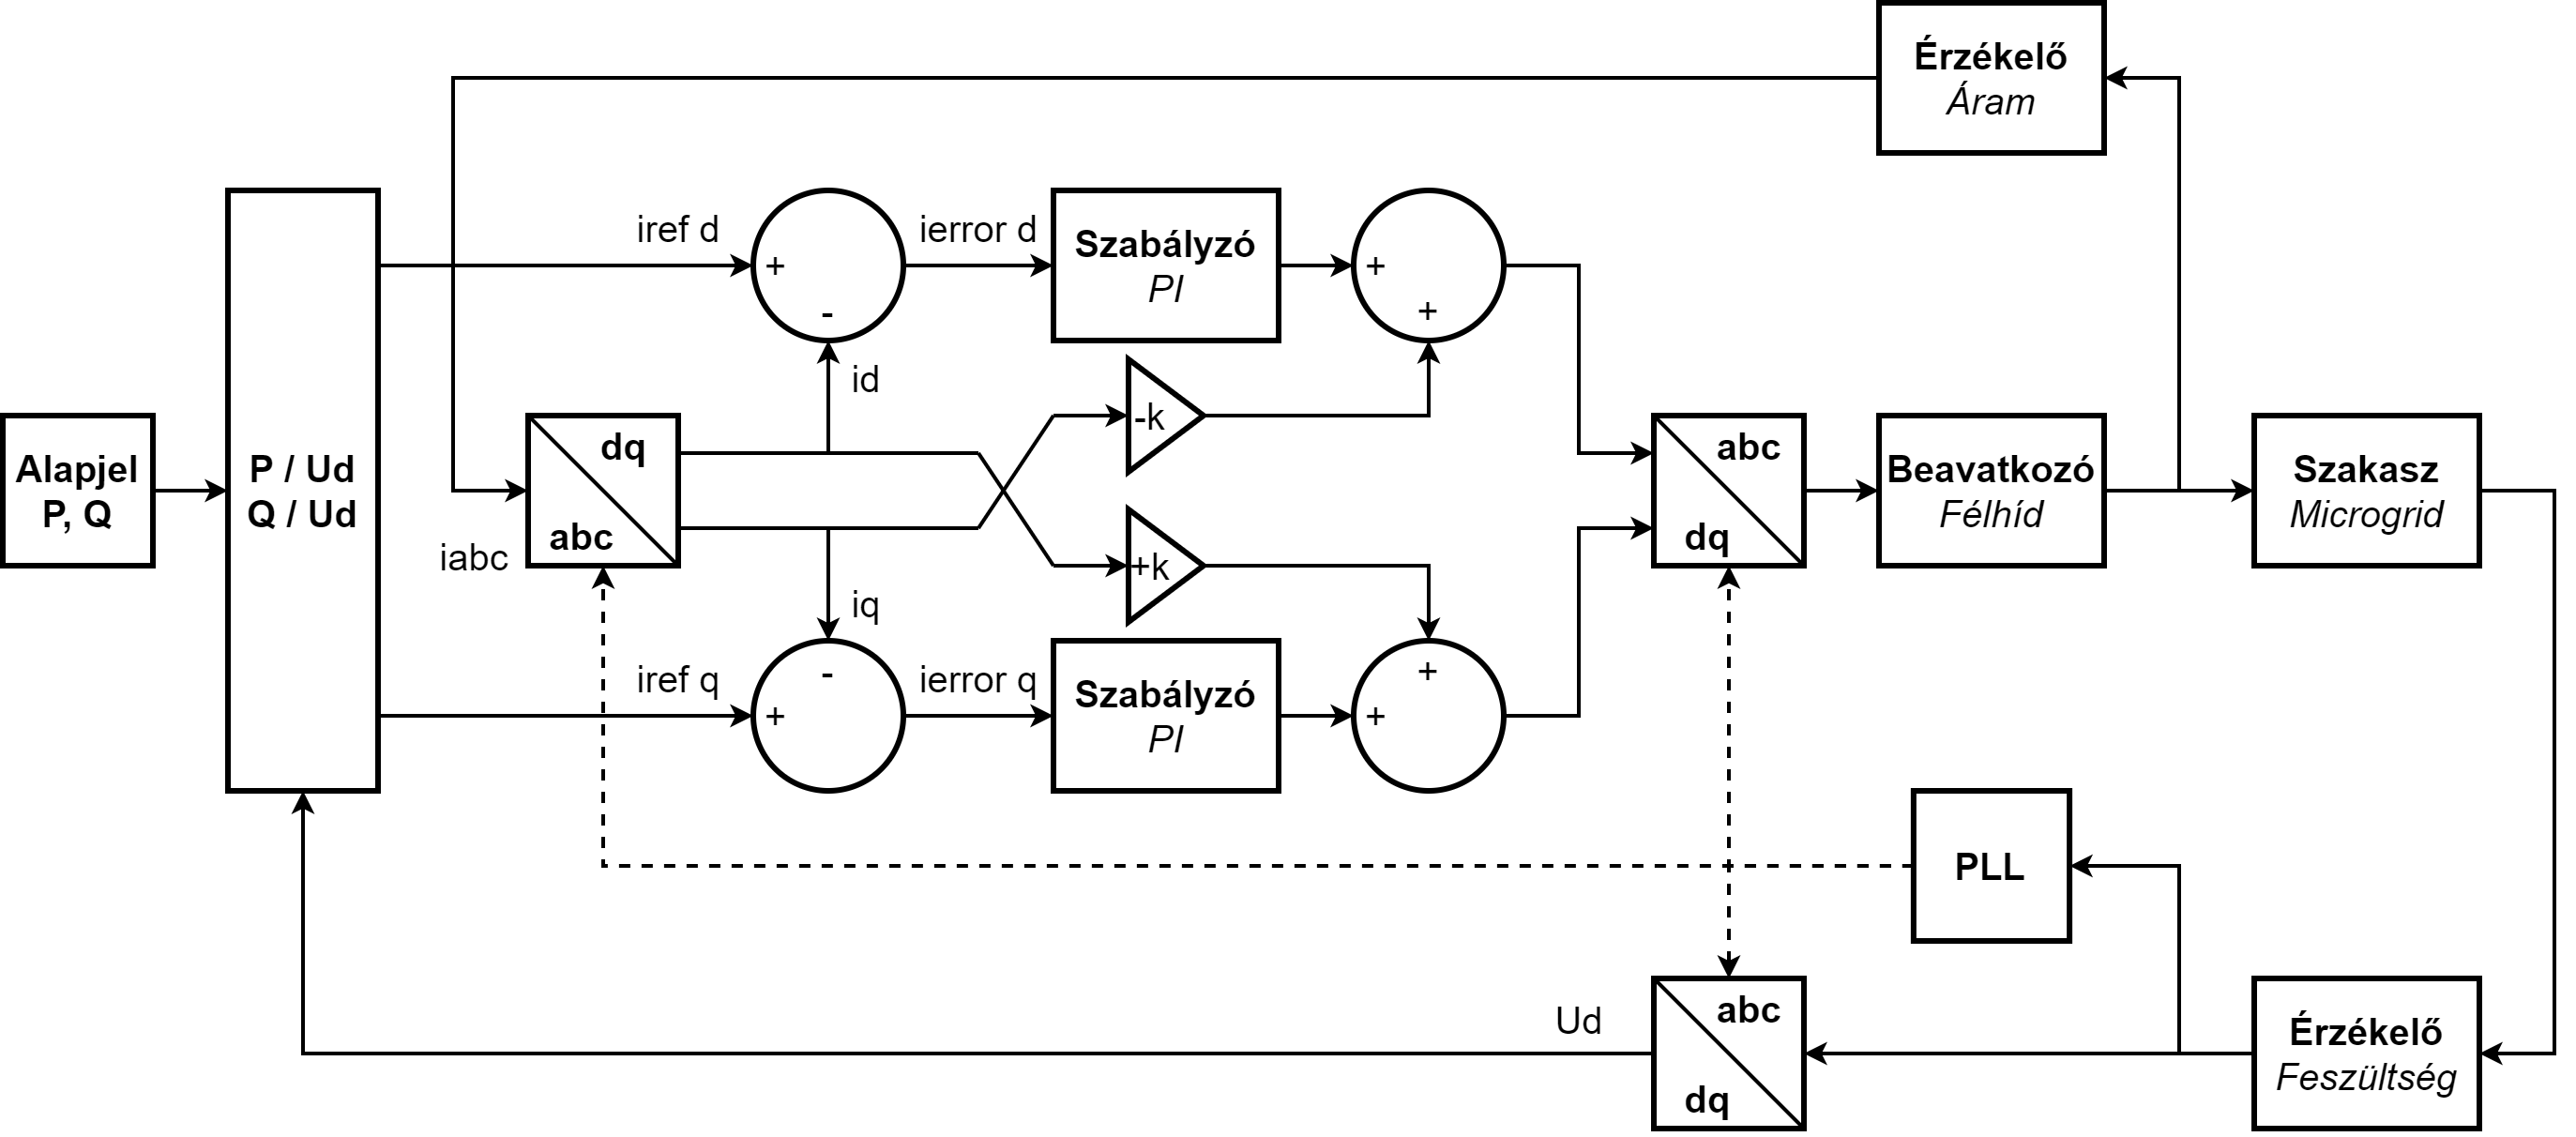 Érzékelő
Áram
iref d
ierror d
Szabályzó
PI
+
-
+
+
id
-k
Alapjel
P, Q
P / Ud
Q / Ud
dq
abc
iabc
abc
dq
Beavatkozó
Félhíd
Szakasz
Microgrid
+k
iq
iref q
ierror q
Szabályzó
PI
-
+
+
+
PLL
Ud
abc
dq
Érzékelő
Feszültség